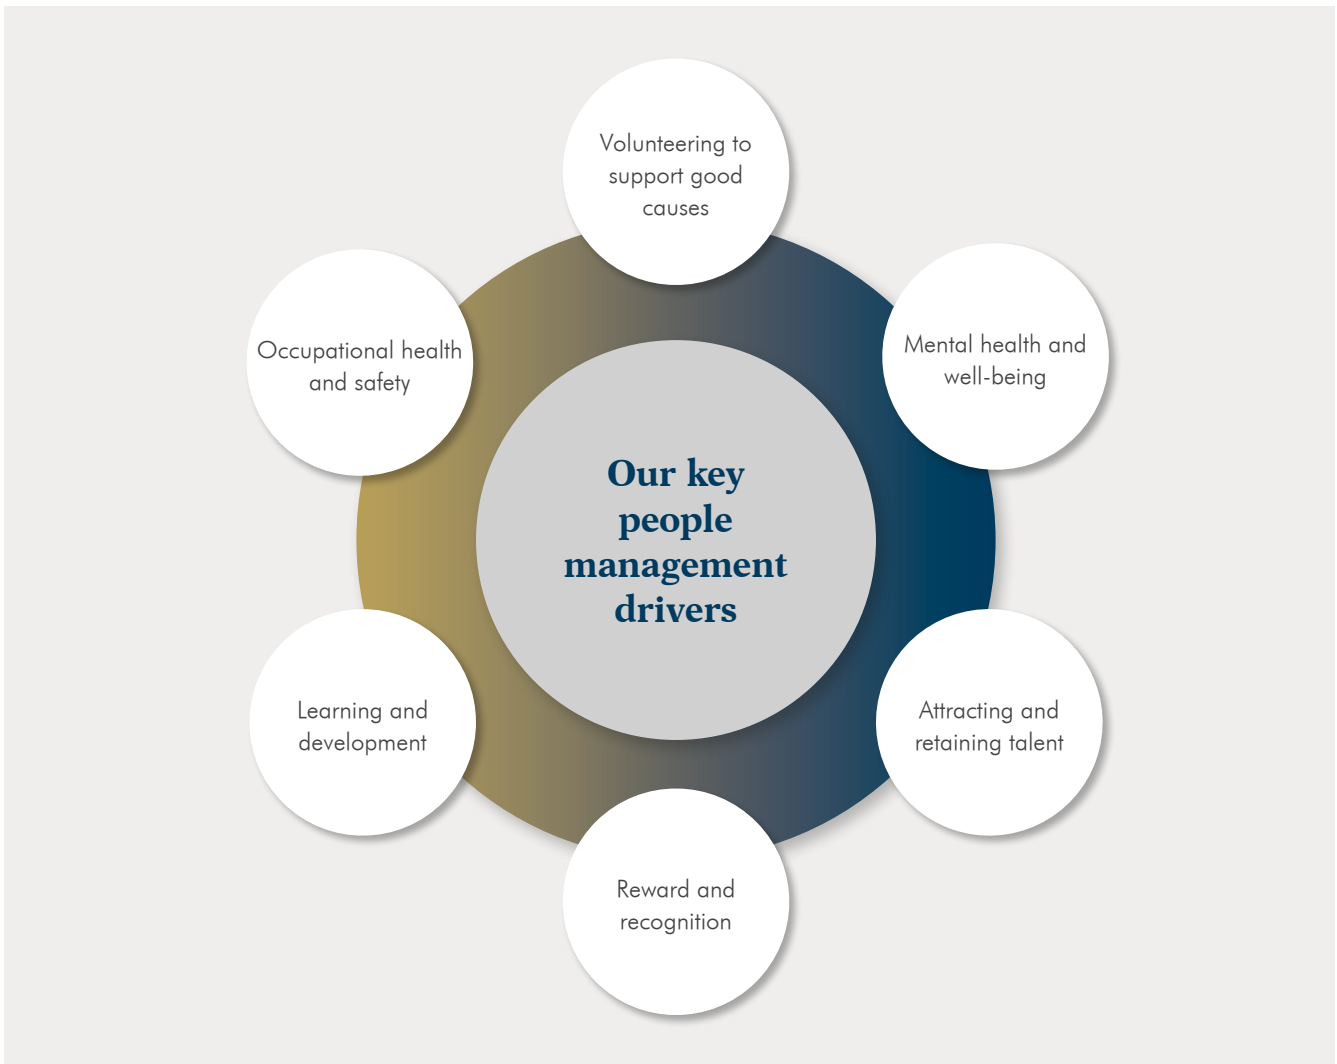 Volunteering to
support good
causes
Mental health and
well-being
Attracting and
retaining talent
Reward and
recognition
Learning and
development
Occupational health
and safety
Our key
people
management
drivers